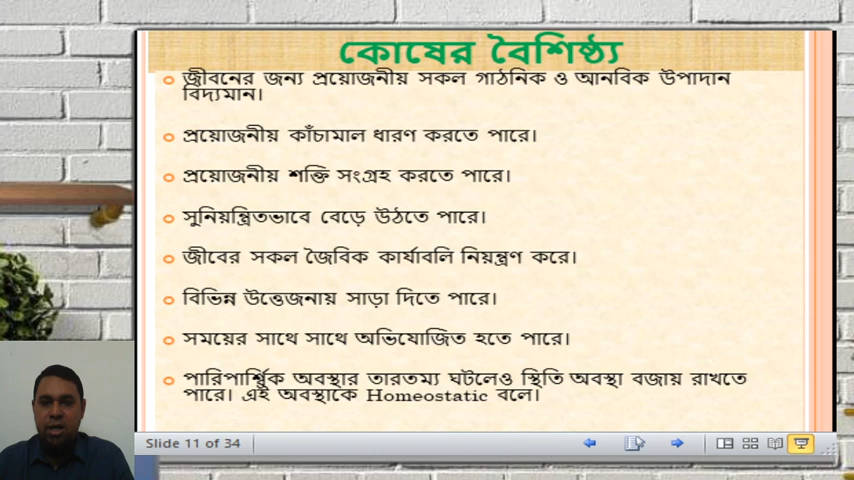 কোষের বৈশিষ্ঠ্য
জীবনের জন্য প্রয়োজনীয় সকল গাঠনিক ও আনবিক উপাদান
বিদ্যমান।
প্রয়োজনীয় কাঁচামাল ধারণ করতে পারে।
প্রয়োজনীয় শক্তি সংগ্রহ করতে পারে।
সুনিয়ন্ত্রিতভাবে বেড়ে উঠতে পারে।
জীবের সকল জৈবিক কার্যাবলি নিয়ন্ত্রণ করে।
বিভিন্ন উত্তেজনায় সাড়া দিতে পারে।
সময়ের সাথে সাথে অভিযোজিত হতে পারে।
পারিপার্শ্বিক অবস্থার তারতম্য ঘটলেও স্থিতি অবস্থা বজায় রাখতে
পারে। এই অবস্থাকে Homeostatic বলে।
Slide 11 of 34